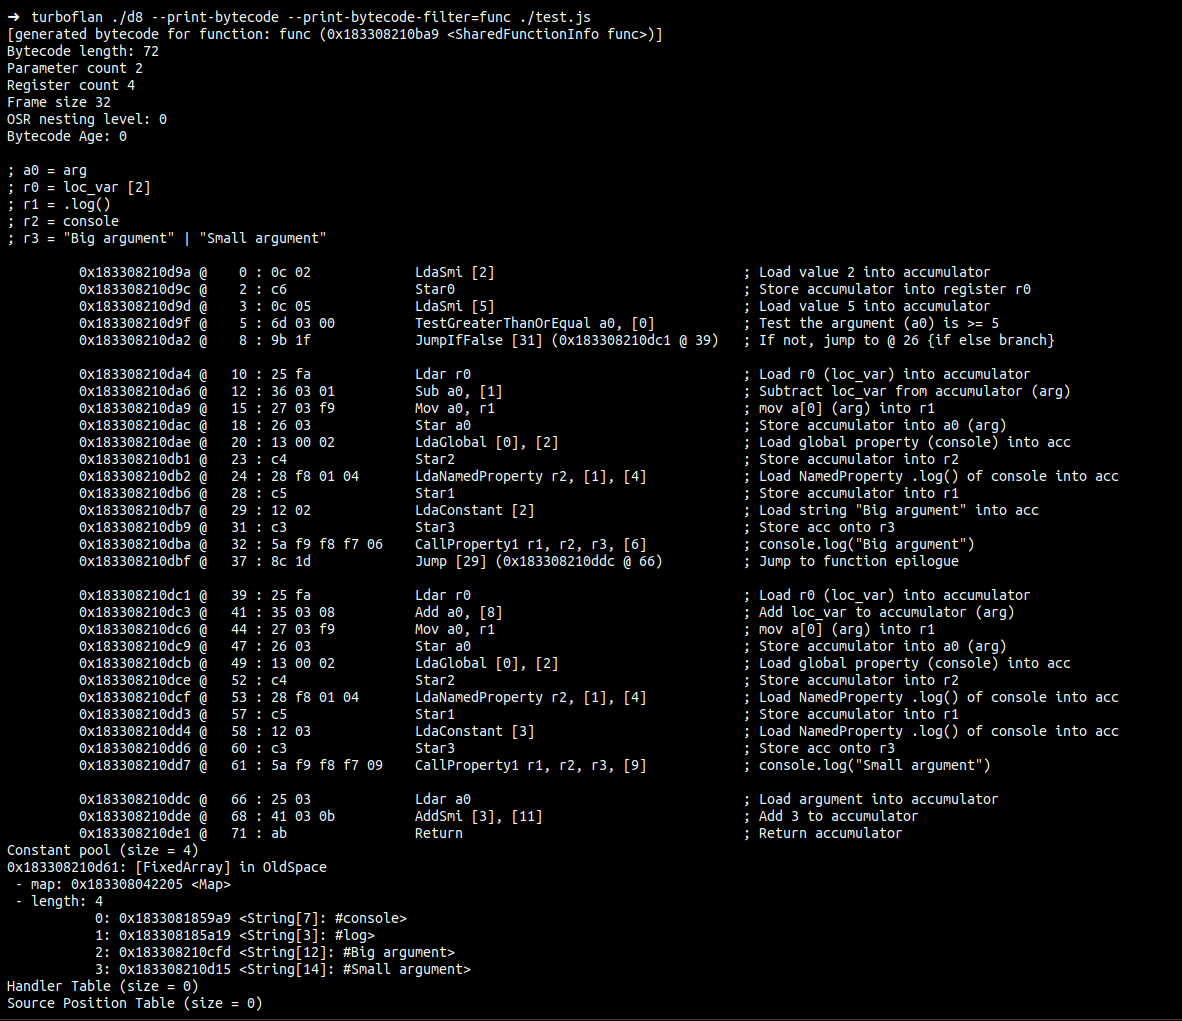 ➜  turboflan ./d8 --print-bytecode --print-bytecode-filter=func ./test.js
[generated bytecode for function: func (0x183308210ba9 <SharedFunctionInfo func>)]
Bytecode length: 72
Parameter count 2
Register count 4
Frame size 32
OSR nesting level: 0
Bytecode Age: 0
; a0 = arg
; r0 = loc_var [2]
; r1 = .log()
; r2 = console
; r3 = "Big argument" | "Small argument"
0x183308210d9a @    0 : 0c 02             LdaSmi [2]                               ; Load value 2 into accumulator
0x183308210d9c @    2 : c6                Star0                                    ; Store accumulator into register r0
0x183308210d9d @    3 : 0c 05             LdaSmi [5]                               ; Load value 5 into accumulator
0x183308210d9f @    5 : 6d 03 00          TestGreaterThanOrEqual a0, [0]           ; Test the argument (a0) is >= 5
0x183308210da2 @    8 : 9b 1f             JumpIfFalse [31] (0x183308210dc1 @ 39)   ; If not, jump to @ 26 {if else branch}
0x183308210da4 @   10 : 25 fa             Ldar r0                                  ; Load r0 (loc_var) into accumulator
0x183308210da6 @   12 : 36 03 01          Sub a0, [1]                              ; Subtract loc_var from accumulator (arg)
0x183308210da9 @   15 : 27 03 f9          Mov a0, r1                               ; mov a[0] (arg) into r1
0x183308210dac @   18 : 26 03             Star a0                                  ; Store accumulator into a0 (arg)
0x183308210dae @   20 : 13 00 02          LdaGlobal [0], [2]                       ; Load global property (console) into acc
0x183308210db1 @   23 : c4                Star2                                    ; Store accumulator into r2
0x183308210db2 @   24 : 28 f8 01 04       LdaNamedProperty r2, [1], [4]            ; Load NamedProperty .log() of console into acc
0x183308210db6 @   28 : c5                Star1                                    ; Store accumulator into r1
0x183308210db7 @   29 : 12 02             LdaConstant [2]                          ; Load string "Big argument" into acc
0x183308210db9 @   31 : c3                Star3                                    ; Store acc onto r3
0x183308210dba @   32 : 5a f9 f8 f7 06    CallProperty1 r1, r2, r3, [6]            ; console.log("Big argument")
0x183308210dbf @   37 : 8c 1d             Jump [29] (0x183308210ddc @ 66)          ; Jump to function epilogue
0x183308210dc1 @   39 : 25 fa             Ldar r0                                  ; Load r0 (loc_var) into accumulator
0x183308210dc3 @   41 : 35 03 08          Add a0, [8]                              ; Add loc_var to accumulator (arg)
0x183308210dc6 @   44 : 27 03 f9          Mov a0, r1                               ; mov a[0] (arg) into r1
0x183308210dc9 @   47 : 26 03             Star a0                                  ; Store accumulator into a0 (arg)
0x183308210dcb @   49 : 13 00 02          LdaGlobal [0], [2]                       ; Load global property (console) into acc
0x183308210dce @   52 : c4                Star2                                    ; Store accumulator into r2
0x183308210dcf @   53 : 28 f8 01 04       LdaNamedProperty r2, [1], [4]            ; Load NamedProperty .log() of console into acc
0x183308210dd3 @   57 : c5                Star1                                    ; Store accumulator into r1
0x183308210dd4 @   58 : 12 03             LdaConstant [3]                          ; Load NamedProperty .log() of console into acc
0x183308210dd6 @   60 : c3                Star3                                    ; Store acc onto r3
0x183308210dd7 @   61 : 5a f9 f8 f7 09    CallProperty1 r1, r2, r3, [9]            ; console.log("Small argument")
0x183308210ddc @   66 : 25 03             Ldar a0                                  ; Load argument into accumulator
0x183308210dde @   68 : 41 03 0b          AddSmi [3], [11]                         ; Add 3 to accumulator
0x183308210de1 @   71 : ab                Return                                   ; Return accumulator
Constant pool (size = 4)
0x183308210d61: [FixedArray] in OldSpace
 - map: 0x183308042205 <Map>
 - length: 4
           0: 0x1833081859a9 <String[7]: #console>
           1: 0x183308185a19 <String[3]: #log>
           2: 0x183308210cfd <String[12]: #Big argument>
           3: 0x183308210d15 <String[14]: #Small argument>
Handler Table (size = 0)
Source Position Table (size = 0)